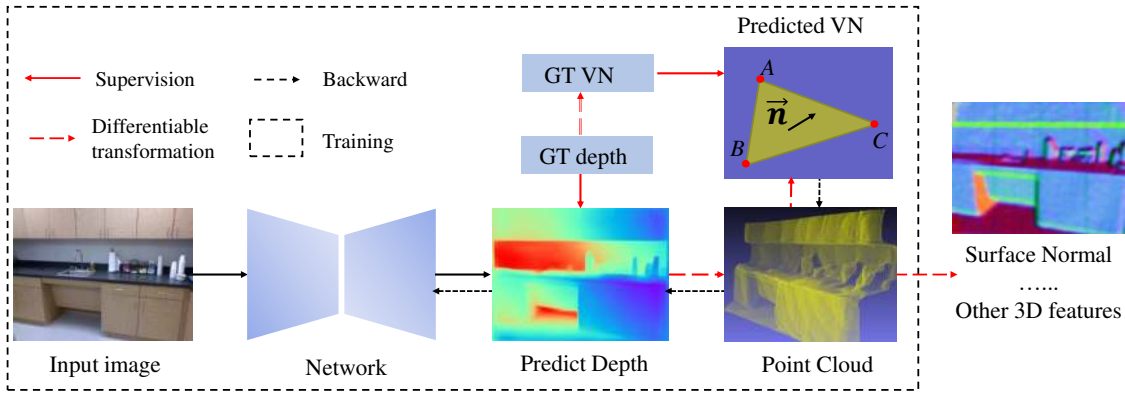 Predicted VN
Supervision
Backward
GT VN
A
n
Differentiable
transformation
Training
GT depth
B
C
Surface Normal
…...
Other 3D features
Input image
Network
Predict Depth
Point Cloud